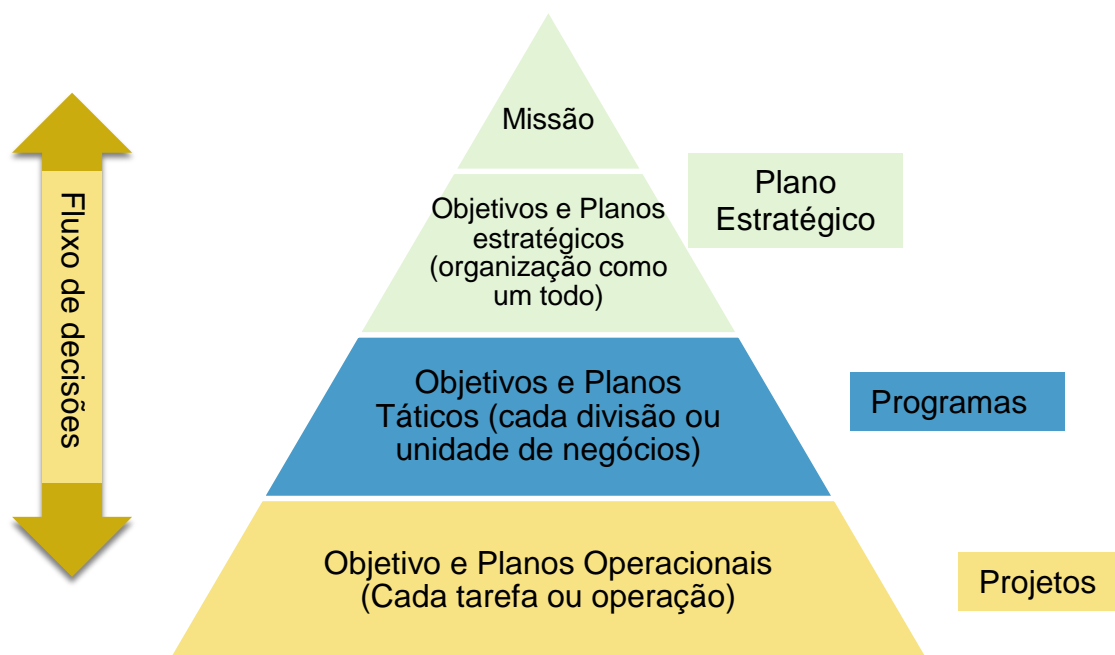 Missão
Objetivos e Planos
estratégicos
(organização como
um todo)
Plano
Estratégico
Fluxo de decisões
Objetivos e Planos
Táticos (cada divisão ou
unidade de negócios)
Programas
Objetivo e Planos Operacionais
(Cada tarefa ou operação)
Projetos